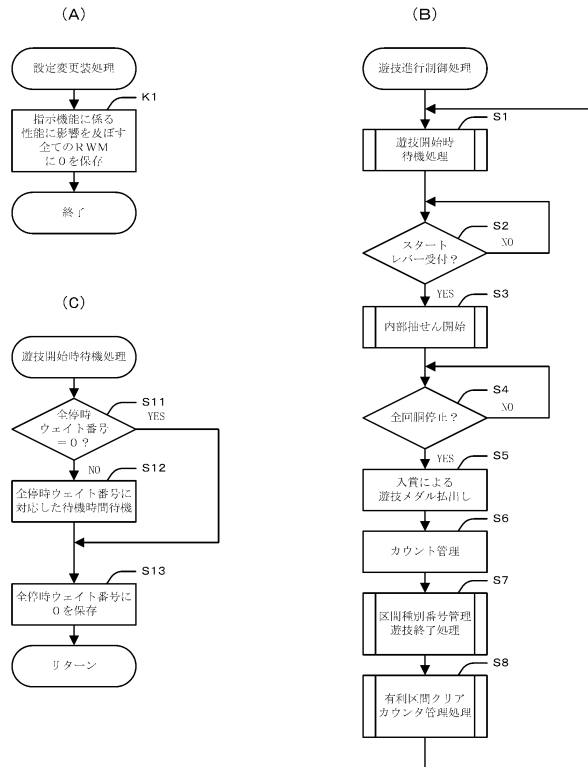 (A)
設定変更装処理
K1
指示機能に係る
性能に影響を及ぼす
全てのRWM
に0を保存
終了
(B)
遊技進行制御処理
S1
遊技開始時
待機処理
S2
スタート
レバー受付?
NO
YES
S3
内部抽せん開始
S4
全回胴停止?
NO
YES
S5
入賞による
遊技メダル払出し
S6
カウント管理
S7
区間種別番号管理
遊技終了処理
S8
有利区間クリア
カウンタ管理処理
(C)
遊技開始時待機処理
S11
全停時
ウェイト番号
=0?
YES
NO
S12
全停時ウェイト番号に
対応した待機時間待機
S13
全停時ウェイト番号に
0を保存
リターン